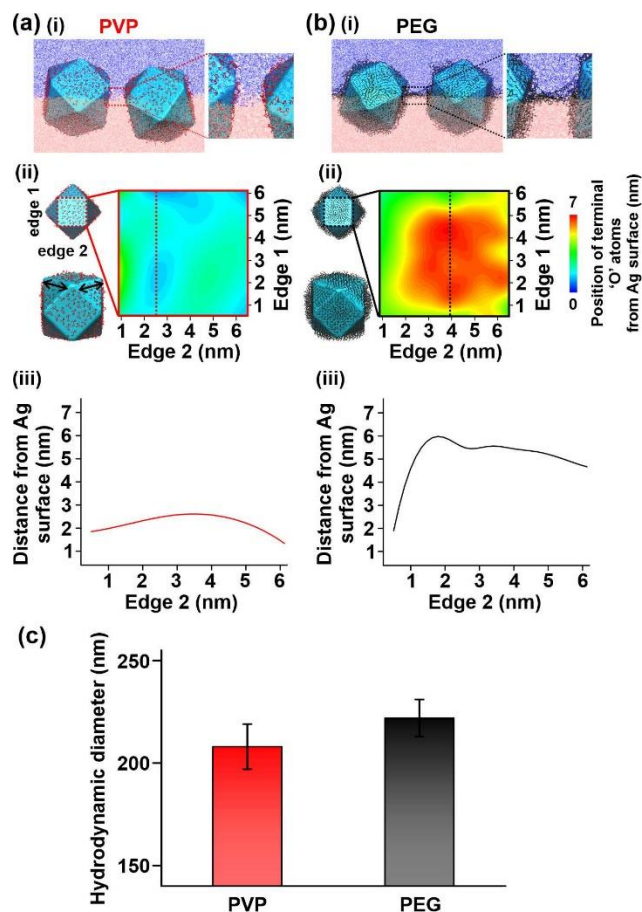 (a) (i) PVP
(b) (i) PEG
(ii)
edge 1
edge 2
6
5
4
3
2
1
Edge 1 (nm)
1 2 3 4 5 6
Edge 2 (nm)
(ii)
6
5
4
3
2
1
Edge 1 (nm)
1 2 3 4 5 6
Edge 2 (nm)
7
0
Position of terminal
'O' atoms
from Ag surface (nm)
(iii)
Distance from Ag
surface (nm)
7
6
5
4
3
2
1
1 2 3 4 5 6
Edge 2 (nm)
(iii)
Distance from Ag
surface (nm)
7
6
5
4
3
2
1
1 2 3 4 5 6
Edge 2 (nm)
(c)
Hydrodynamic diameter (nm)
250
200
150
PVP PEG